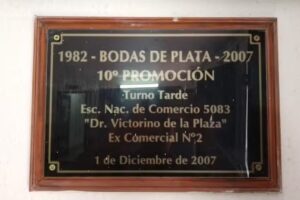 1982 - BODAS DE PLATA - 2007
10º PROMOCIÓN
Turno Tarde
Esc. Nac. de Comercio 5083
"Dr. Victorino de la Plaza"
Ex Comercial Nº2
1 de Diciembre de 2007